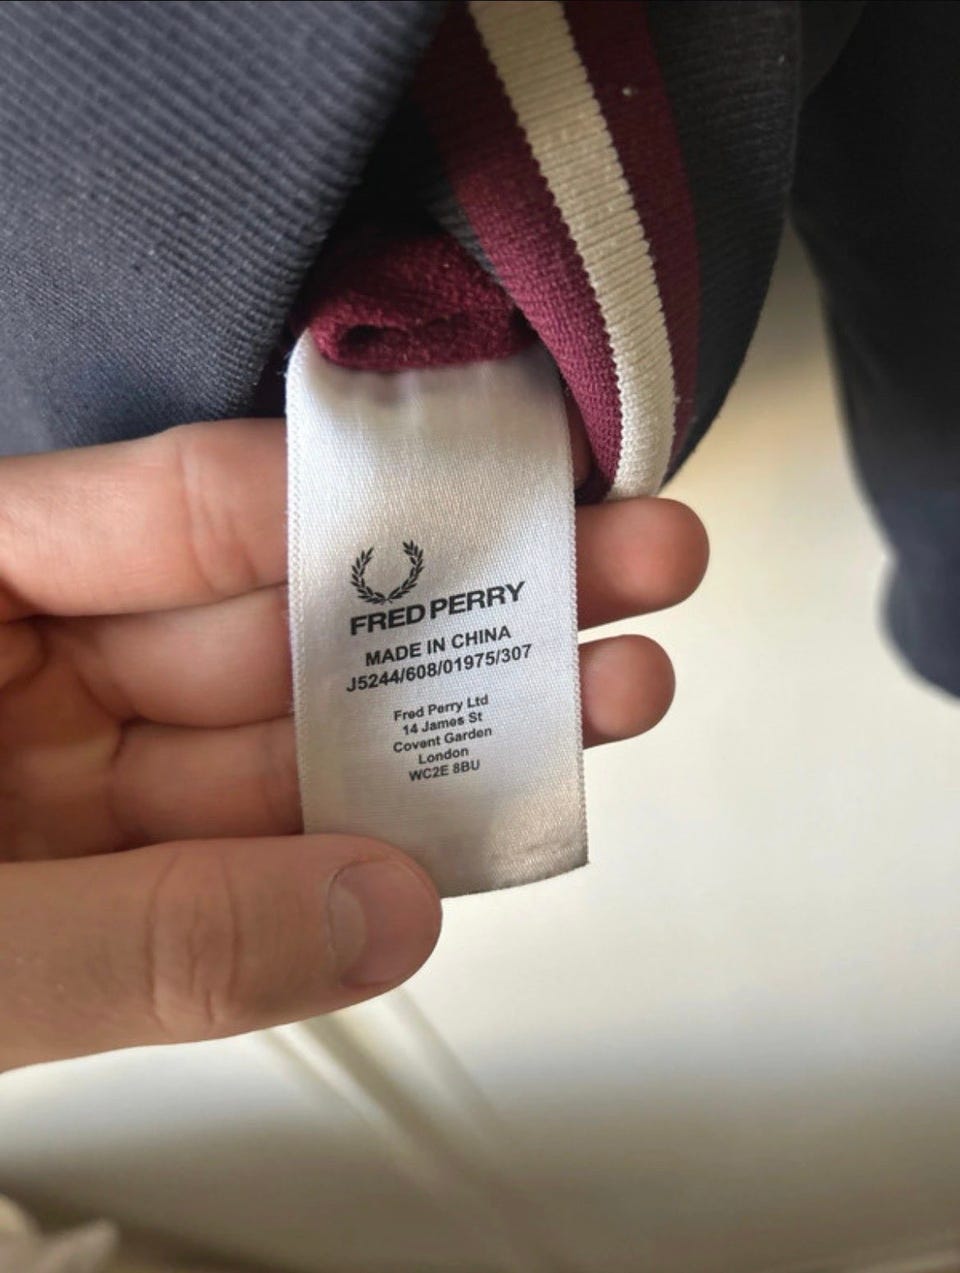 FRED PERRY
MADE IN CHINA
J5244/608/01975/307
Fred Perry Ltd
14 James St
Covent Garden
London
WC2E 8BU